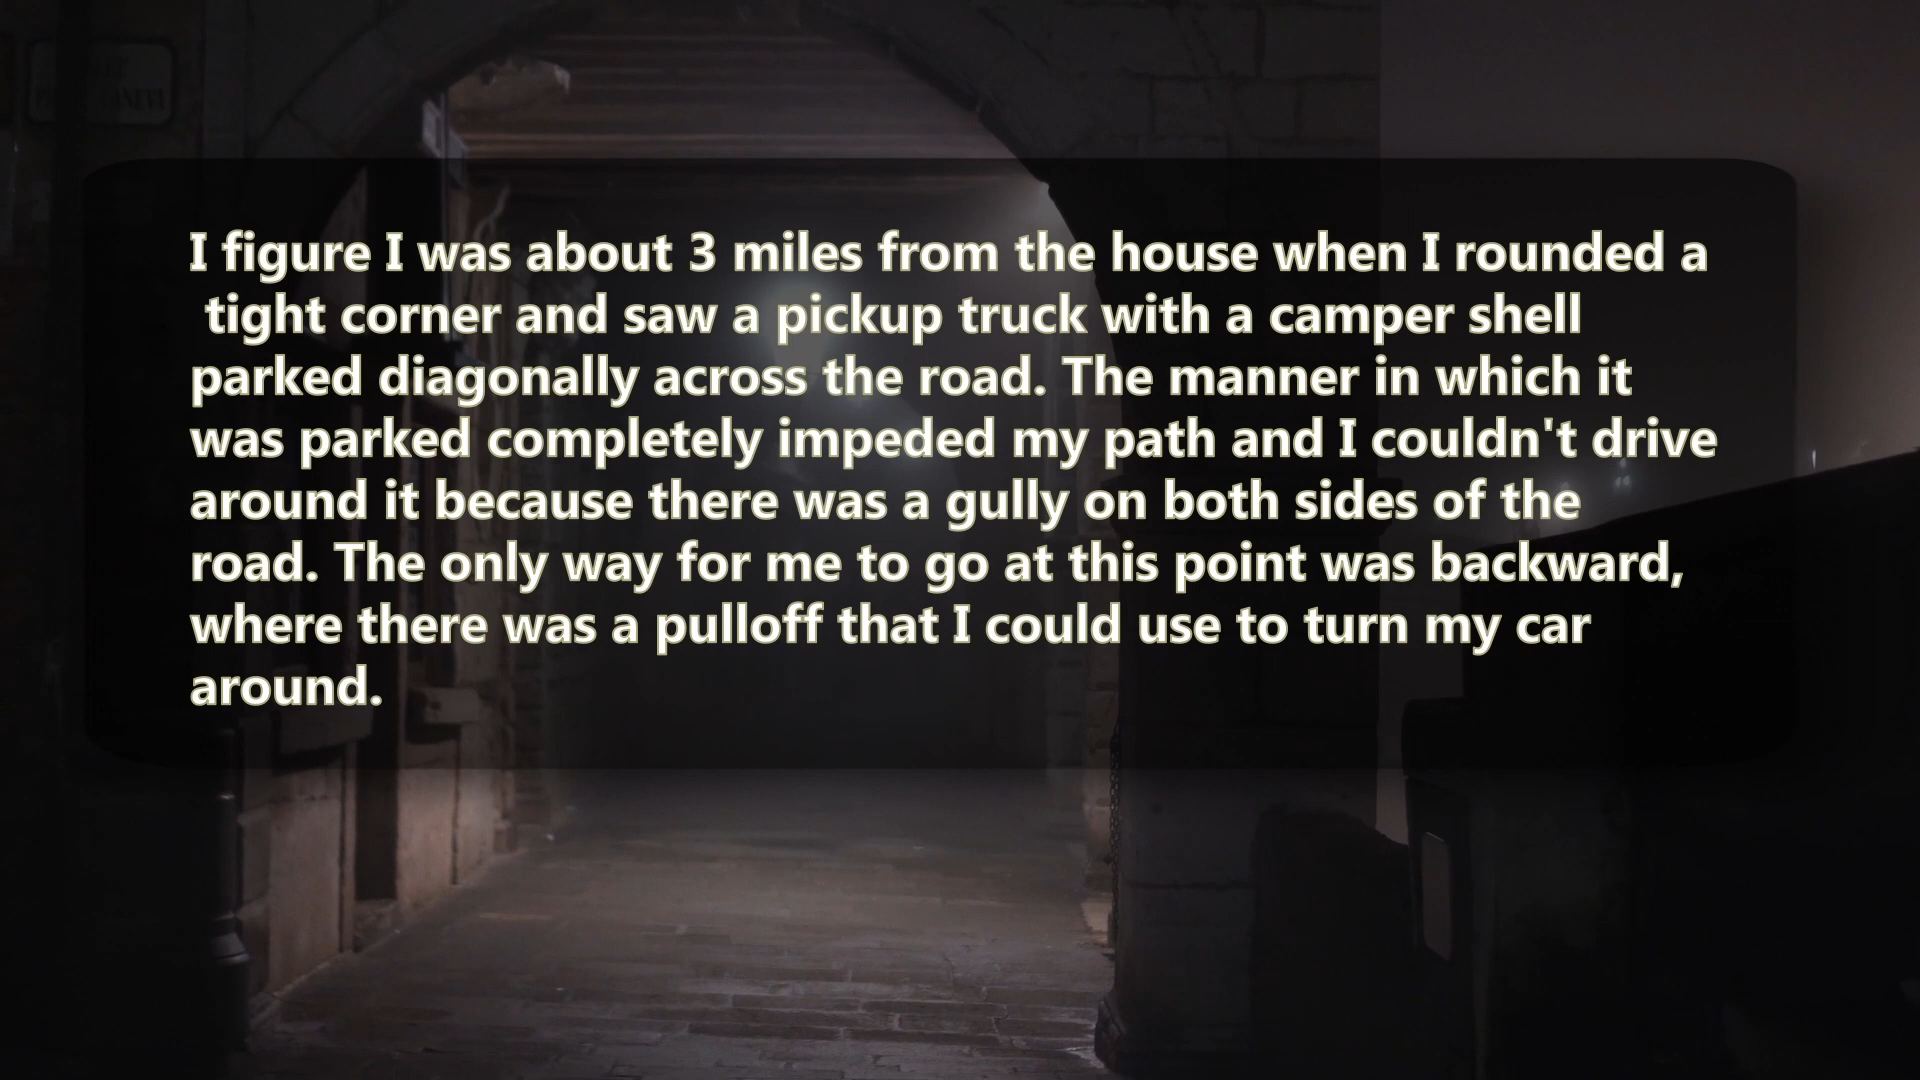 I figure I was about 3 miles from the house when I rounded a
tight corner and saw a pickup truck with a camper shell
parked diagonally across the road. The manner in which it
was parked completely impeded my path and I couldn't drive
around it because there was a gully on both sides of the
road. The only way for me to go at this point was backward,
where there was a pulloff that I could use to turn my car
around.